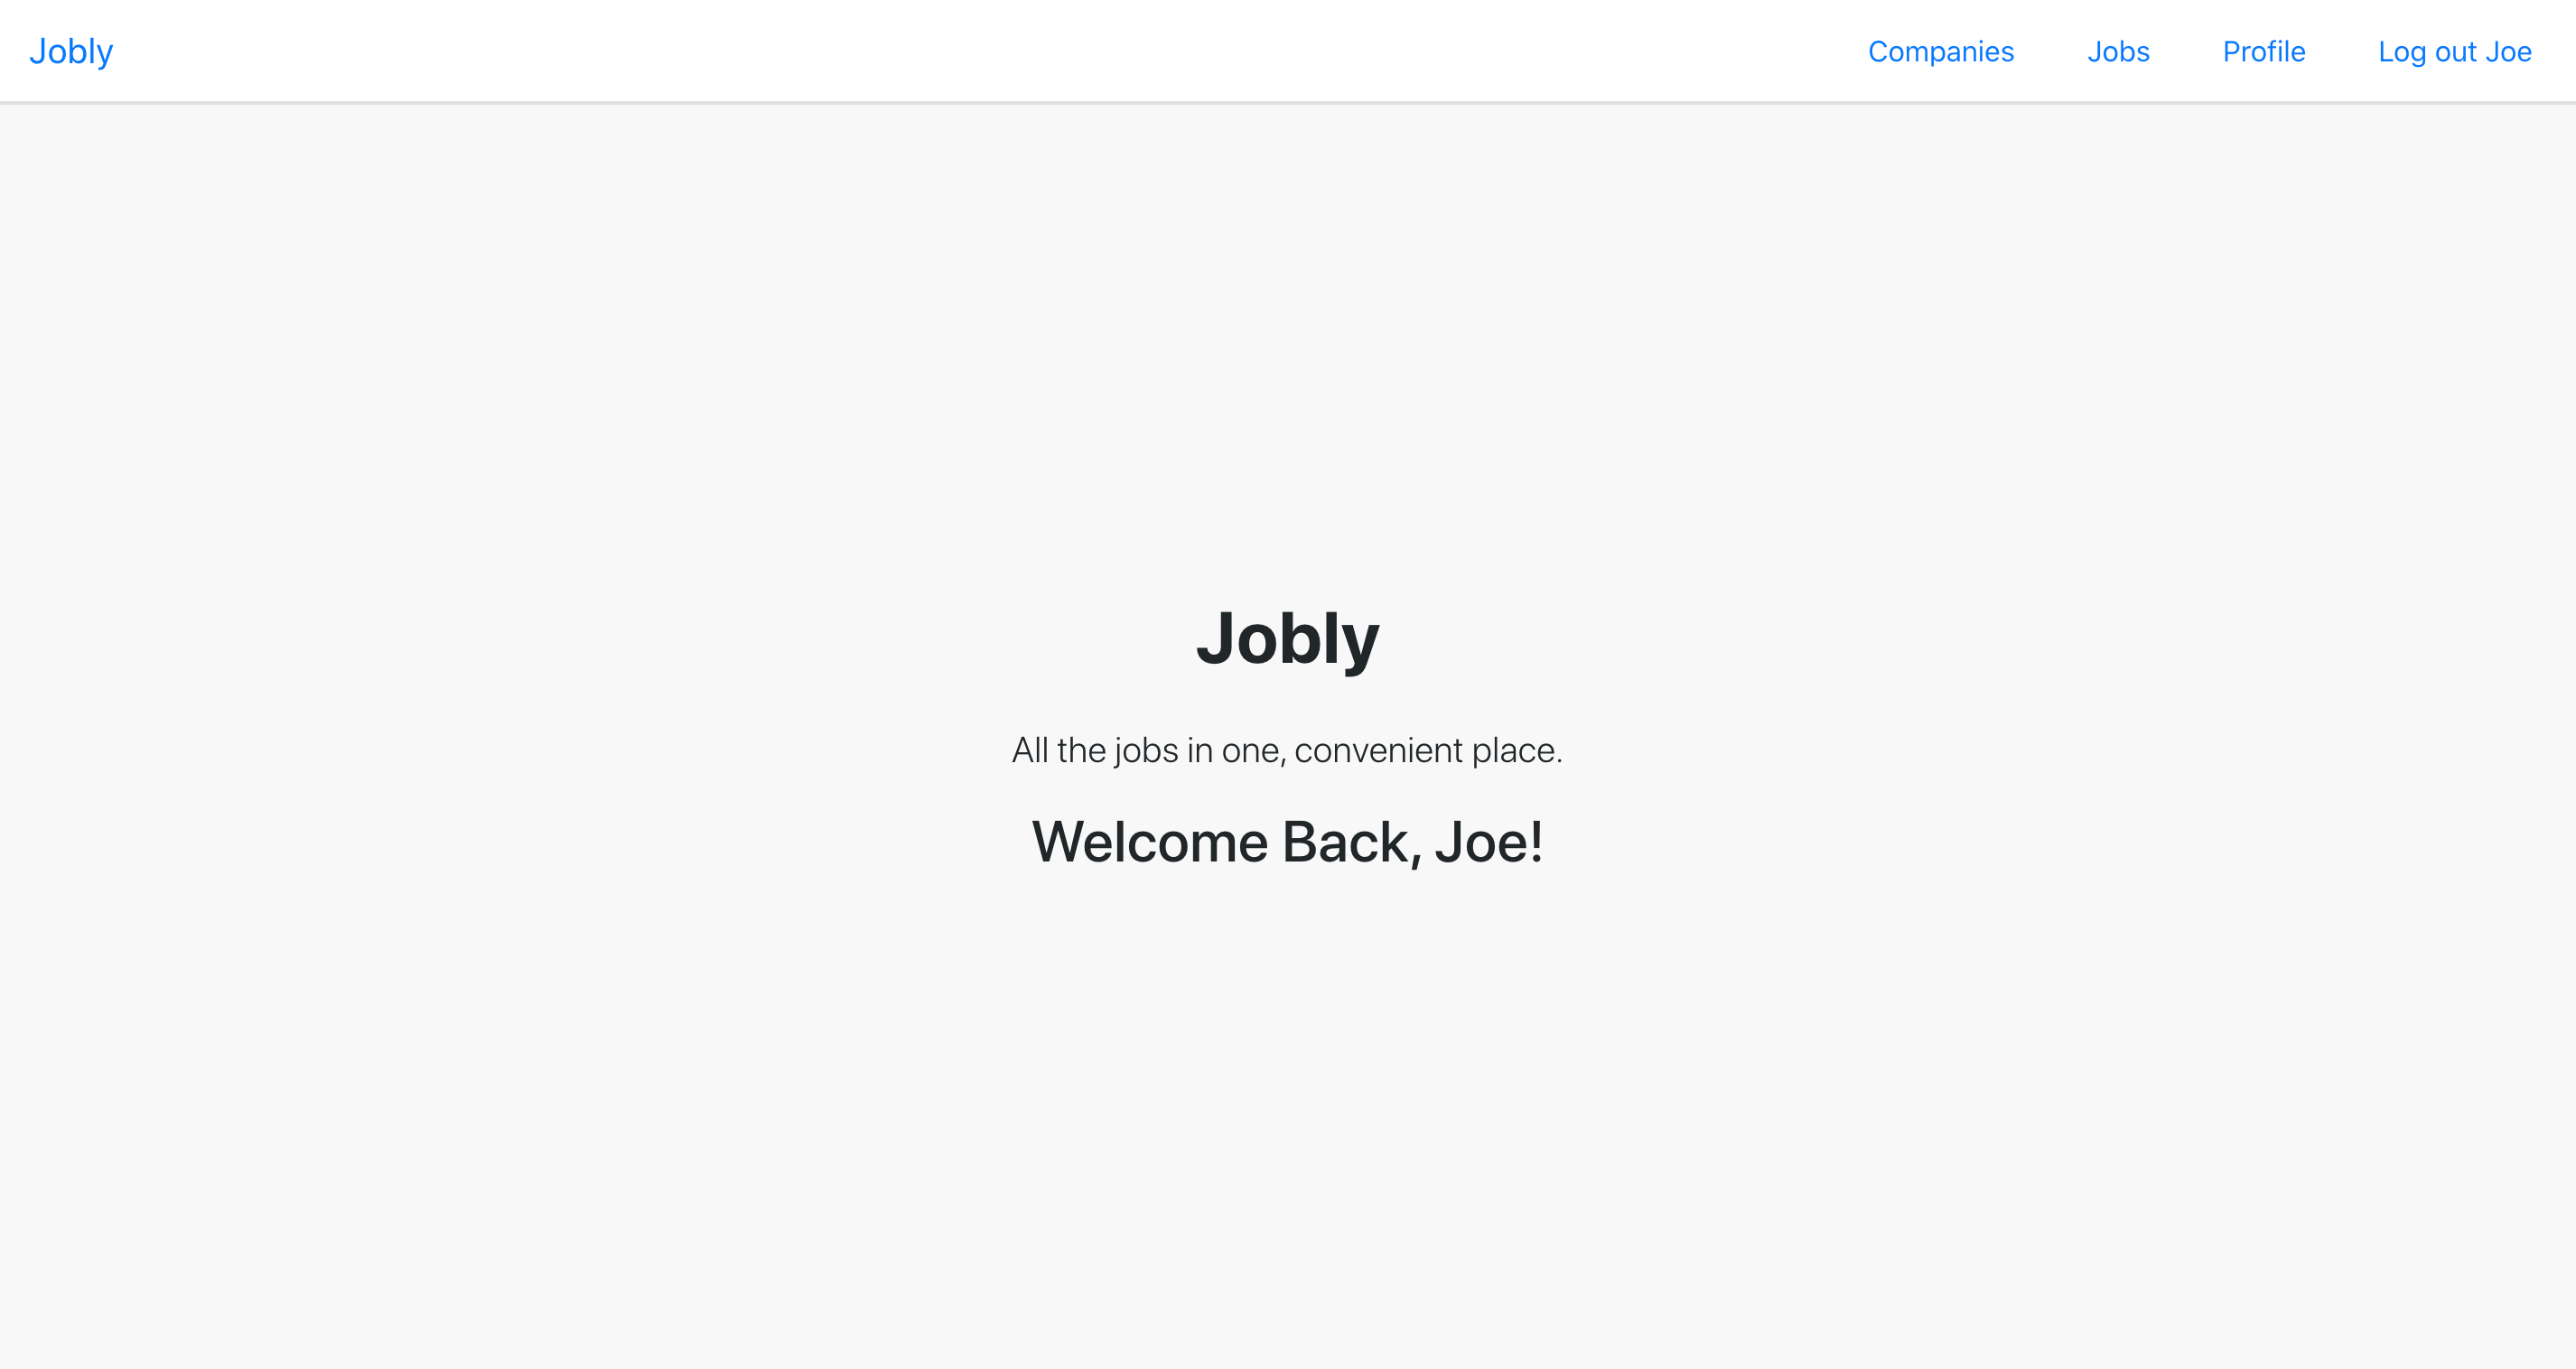 Jobly Companies Jobs Profile Log out Joe
Jobly
All the jobs in one, convenient place.
Welcome Back, Joe!